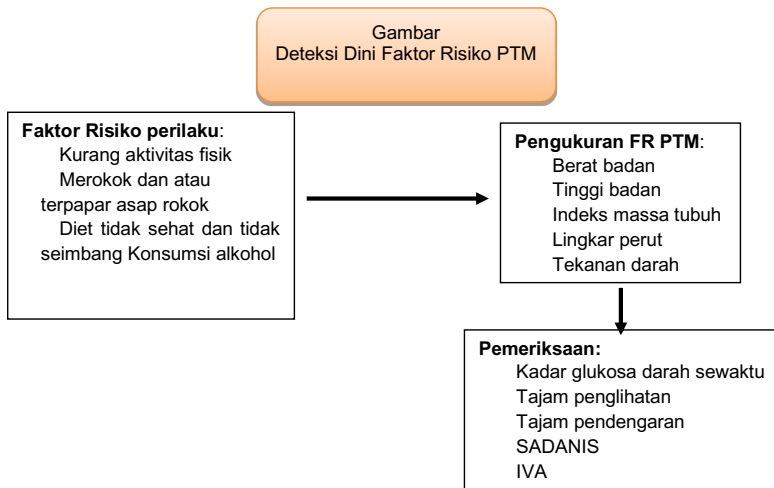 Gambar
Deteksi Dini Faktor Risiko PTM
Faktor Risiko perilaku:
Kurang aktivitas fisik
Merokok dan atau
terpapar asap rokok
Diet tidak sehat dan tidak
seimbang Konsumsi alkohol
Pengukuran FR PTM:
Berat badan
Tinggi badan
Indeks massa tubuh
Lingkar perut
Tekanan darah
Pemeriksaan:
Kadar glukosa darah sewaktu
Tajam penglihatan
Tajam pendengaran
SADANIS
IVA